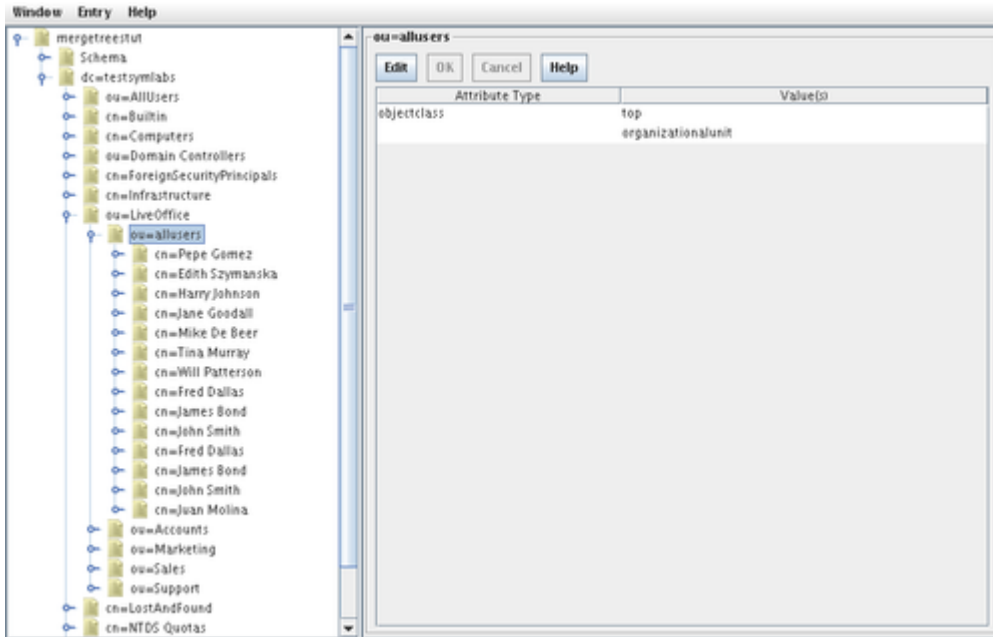 Window Entry Help
mergetreestut
Schema
dc=testsymlabs
ou=AllUsers
cn=Builtin
cn=Computers
ou=Domain Controllers
cn=ForeignSecurityPrincipals
cn=Infrastructure
ou=LiveOffice
ou=allusers
cn=Pepe Gomez
cn=Edith Szymanska
cn=Harry Johnson
cn=Jane Goodall
cn=Mike De Beer
cn=Tina Murray
cn=Will Patterson
cn=Fred Dallas
cn=James Bond
cn=John Smith
cn=Fred Dallas
cn=James Bond
cn=John Smith
cn=Juan Molina
ou=Accounts
ou=Marketing
ou=Sales
ou=Support
cn=LostAndFound
cn=NTDS Quotas
ou=allusers
Edit OK Cancel Help
Attribute Type Value(s)
objectclass top
organizationalunit